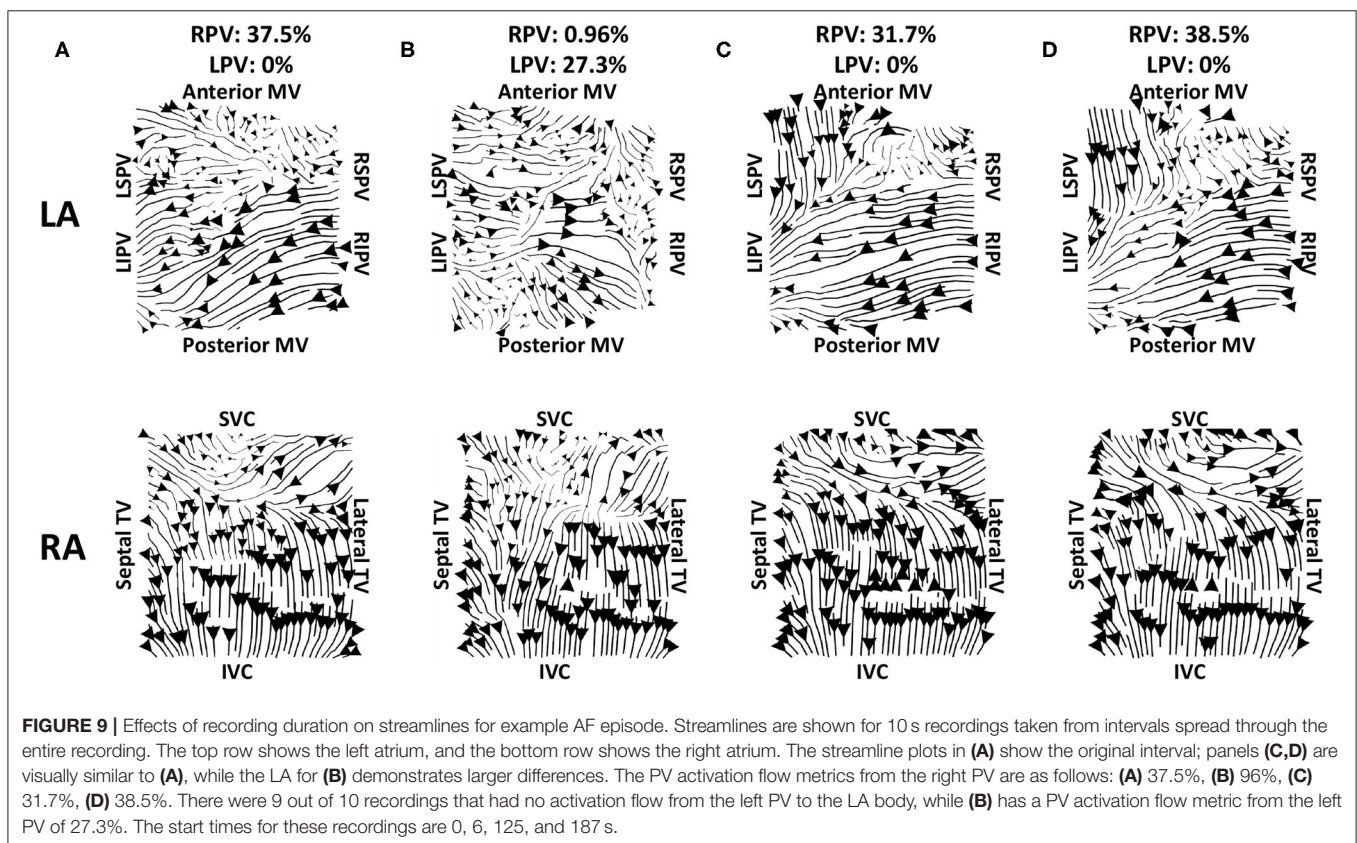 A
RPV: 37.5%
LPV: 0%
Anterior MV
B
RPV: 0.96%
LPV: 27.3%
Anterior MV
C
RPV: 31.7%
LPV: 0%
Anterior MV
D
RPV: 38.5%
LPV: 0%
Anterior MV
LA
LSPV
LIPV
RSPV
RIPV
LSPV
LIPV
RSPV
RIPV
LSPV
LIPV
RSPV
RIPV
LSPV
LIPV
RSPV
RIPV
Posterior MV
Posterior MV
Posterior MV
Posterior MV
SVC
SVC
SVC
SVC
RA
Septal TV
Lateral TV
Septal TV
Lateral TV
Septal TV
Lateral TV
Septal TV
Lateral TV
IVC
IVC
IVC
IVC
FIGURE 9 | Effects of recording duration on streamlines for example AF episode. Streamlines are shown for 10 s recordings taken from intervals spread through the
entire recording. The top row shows the left atrium, and the bottom row shows the right atrium. The streamline plots in (A) show the original interval; panels (C,D) are
visually similar to (A), while the LA for (B) demonstrates larger differences. The PV activation flow metrics from the right PV are as follows: (A) 37.5%, (B) 96%, (C)
31.7%, (D) 38.5%. There were 9 out of 10 recordings that had no activation flow from the left PV to the LA body, while (B) has a PV activation flow metric from the left
PV of 27.3%. The start times for these recordings are 0, 6, 125, and 187 s.